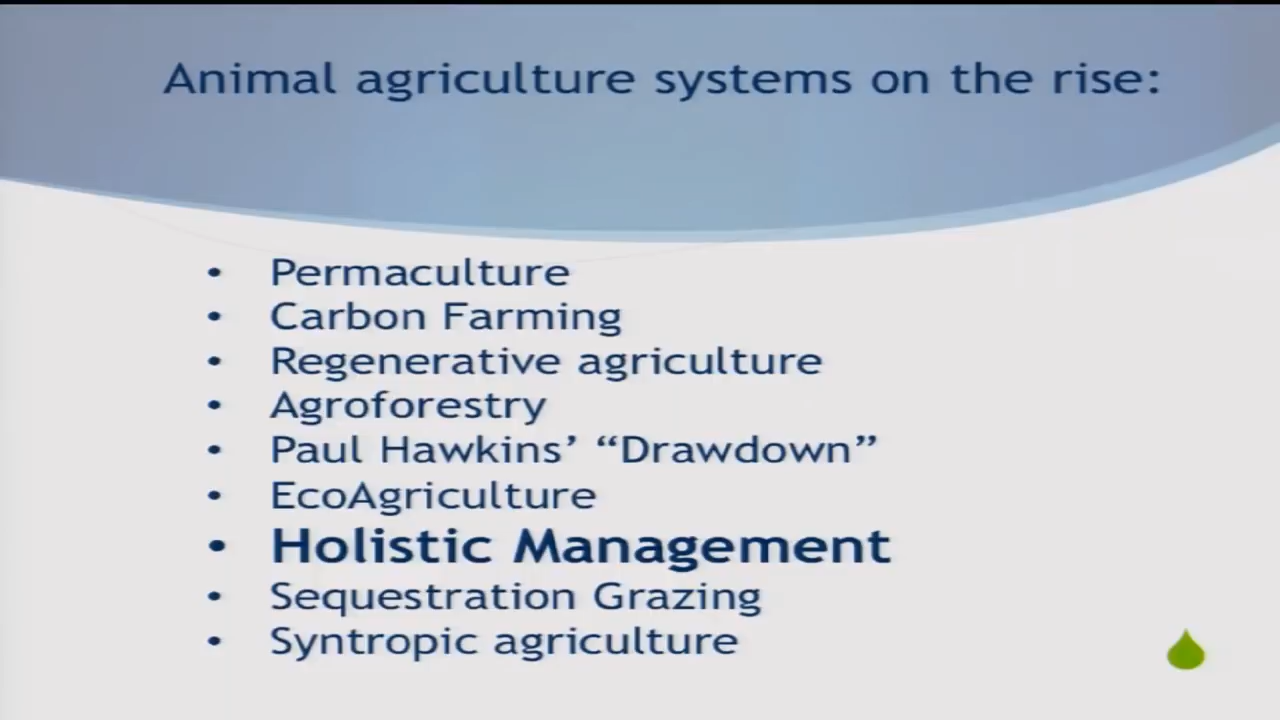 Animal agriculture systems on the rise:
• Permaculture
• Carbon Farming
• Regenerative agriculture
• Agroforestry
• Paul Hawkins’ “Drawdown”
• EcoAgriculture
• Holistic Management
• Sequestration Grazing
• Syntropic agriculture